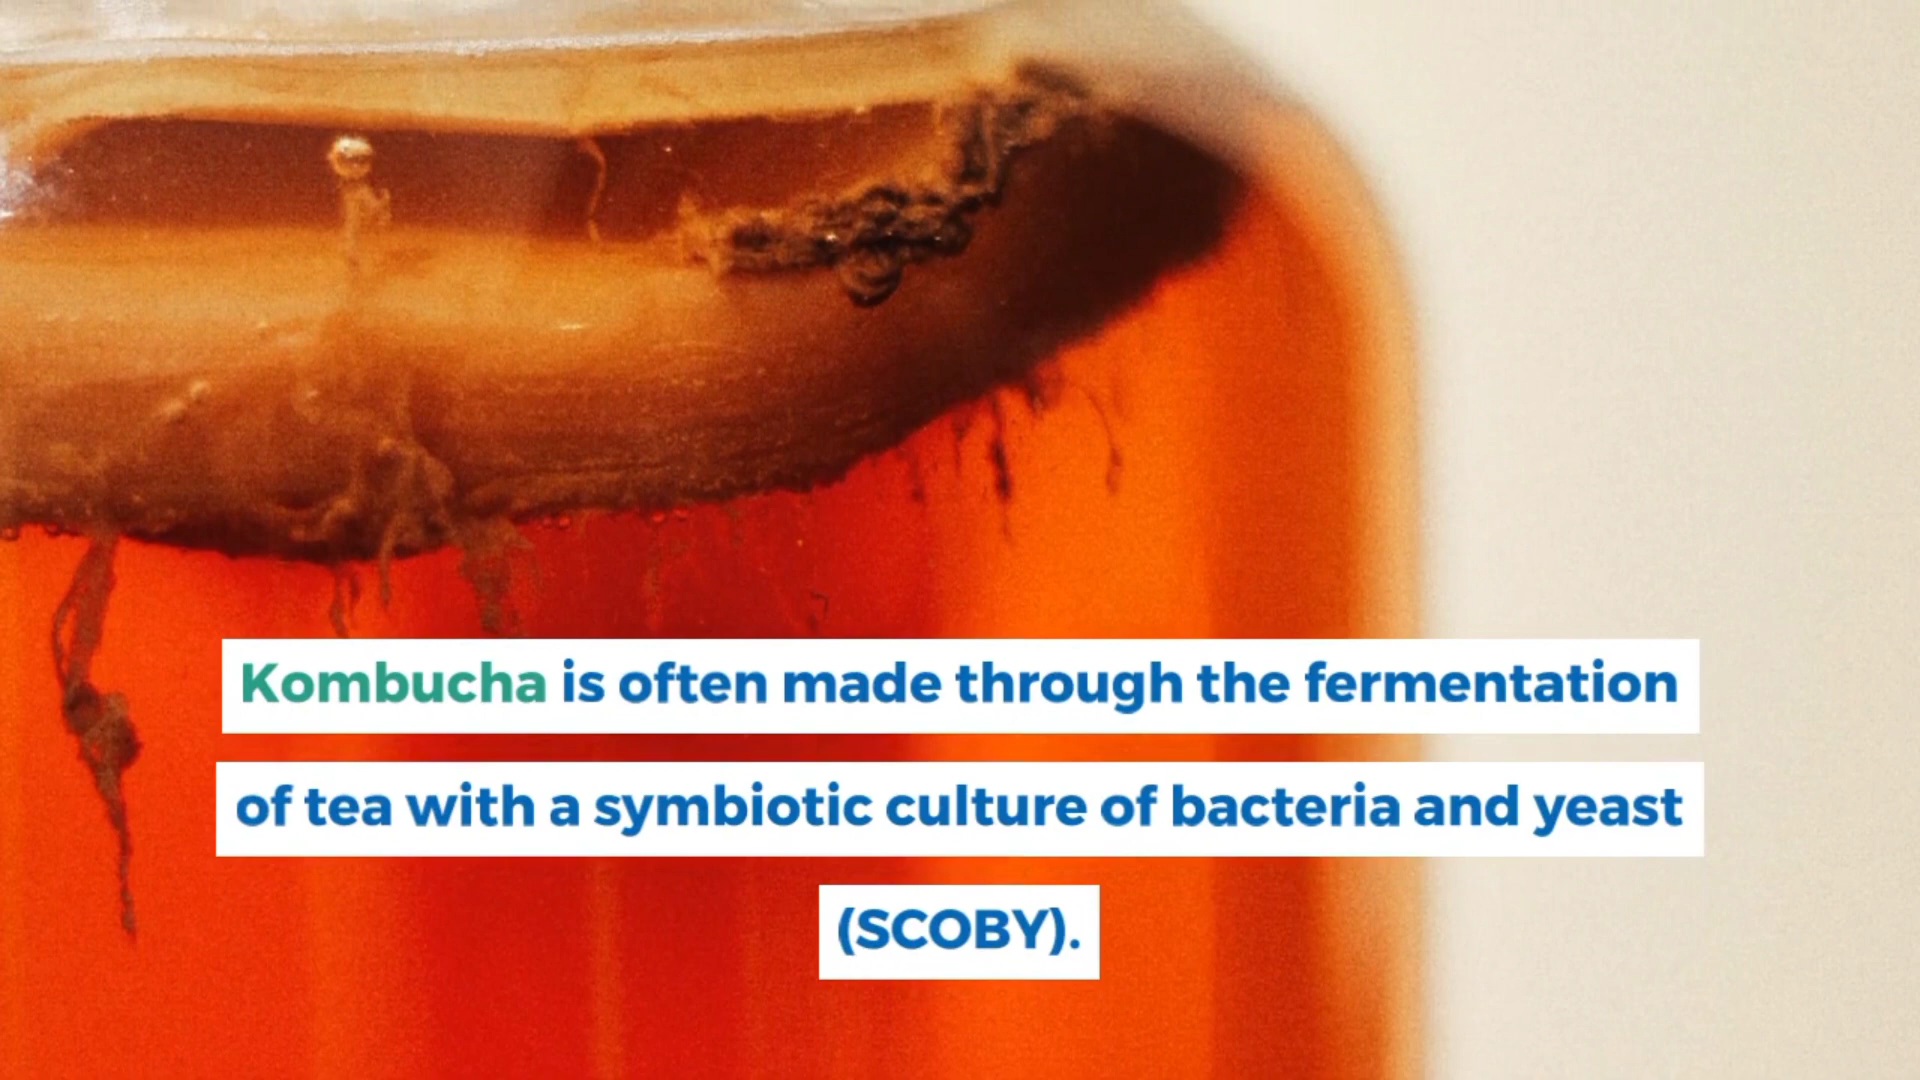 Kombucha is often made through the fermentation
of tea with a symbiotic culture of bacteria and yeast
(SCOBY).